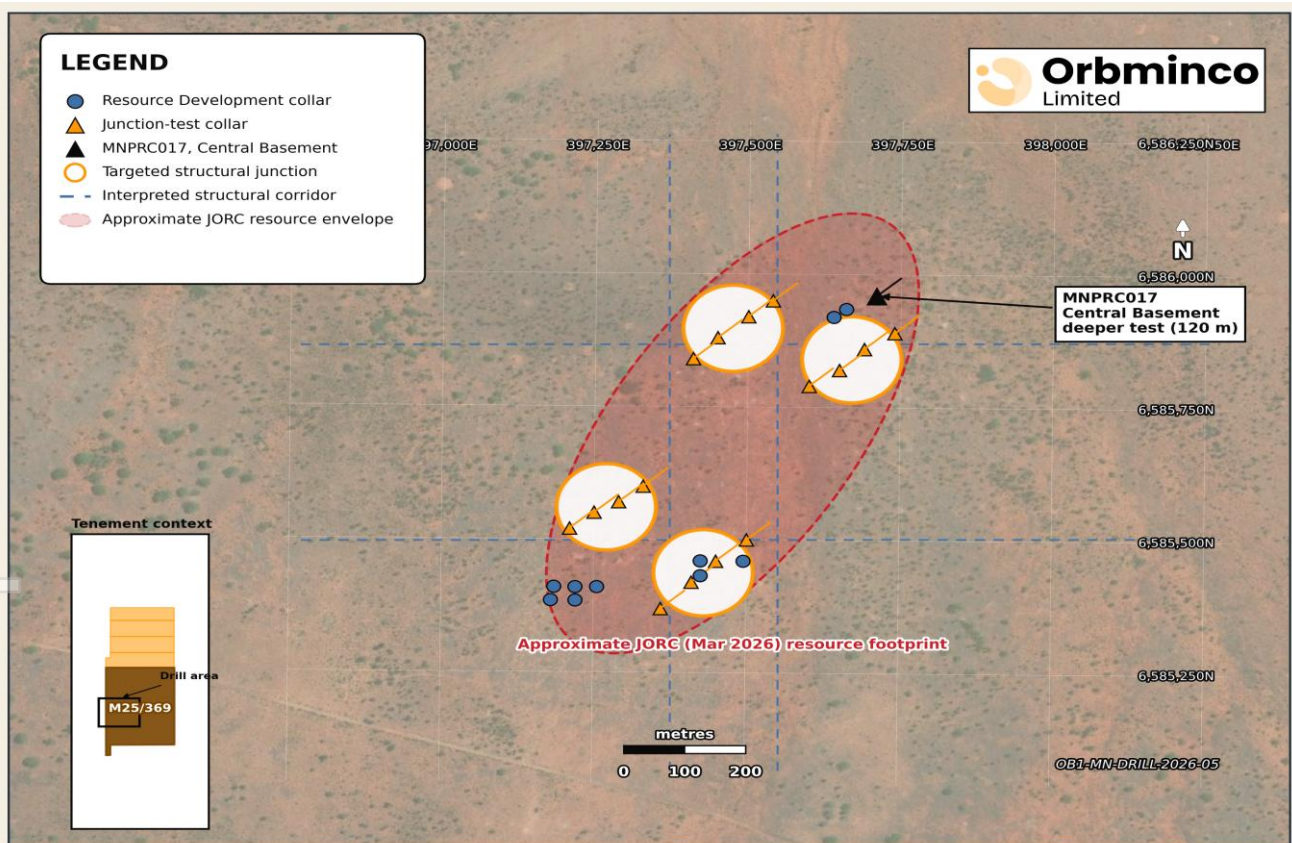 LEGEND
Resource Development collar
Junction-test collar
MNPRC017, Central Basement
Targeted structural junction
Interpreted structural corridor
Approximate JORC resource envelope
Orbminco
Limited
397,250E
397,500E
397,750E
398,000E
6,586,250N
N
6,586,000N
MNPRC017
Central Basement
deeper test (120 m)
6,585,750N
6,585,500N
Tenement context
Drill area
M25/369
Approximate JORC (Mar 2026) resource footprint
6,585,250N
metres
0 100 200
OB1-MN-DRILL-2026-05